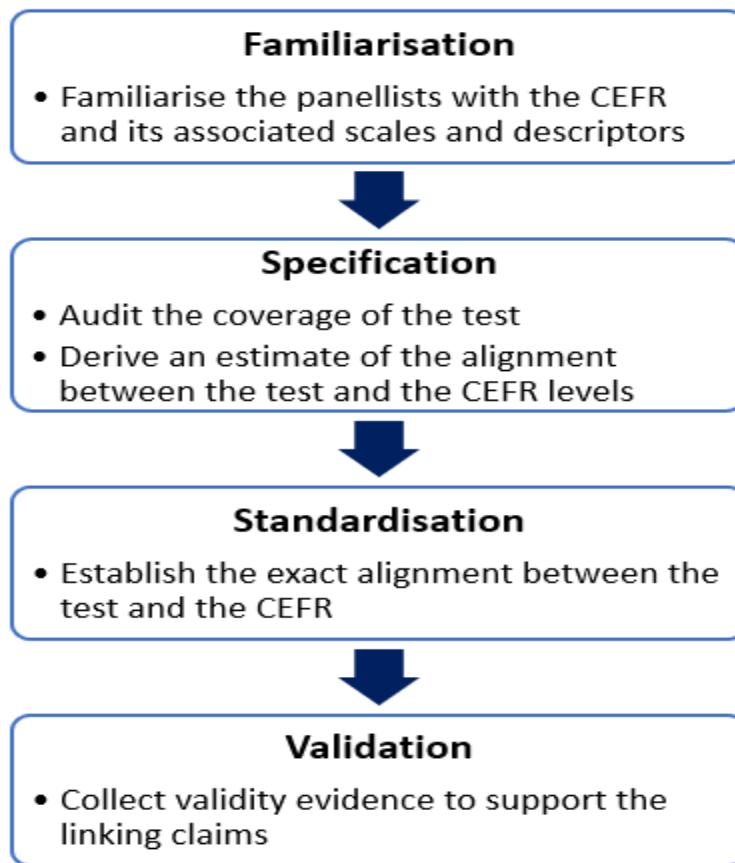 Familiarisation
• Familiarise the panellists with the CEFR
and its associated scales and descriptors
Specification
• Audit the coverage of the test
• Derive an estimate of the alignment
between the test and the CEFR levels
Standardisation
• Establish the exact alignment between the
test and the CEFR
Validation
• Collect validity evidence to support the
linking claims